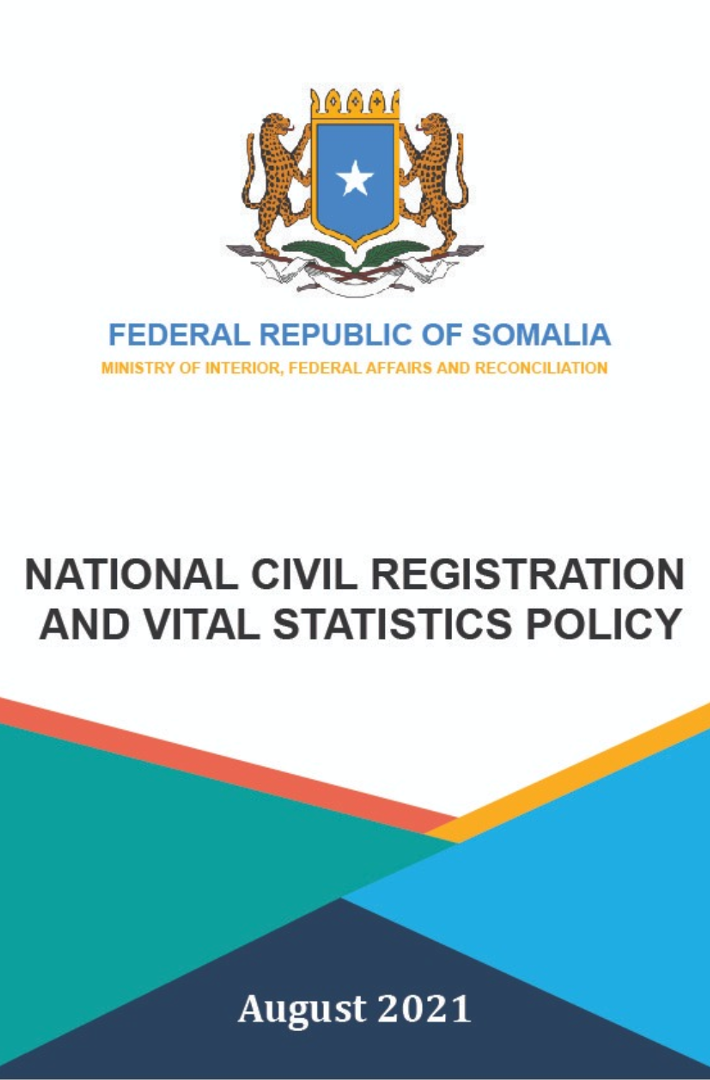 FEDERAL REPUBLIC OF SOMALIA
MINISTRY OF INTERIOR, FEDERAL AFFAIRS AND RECONCILIATION
NATIONAL CIVIL REGISTRATION
AND VITAL STATISTICS POLICY
August 2021